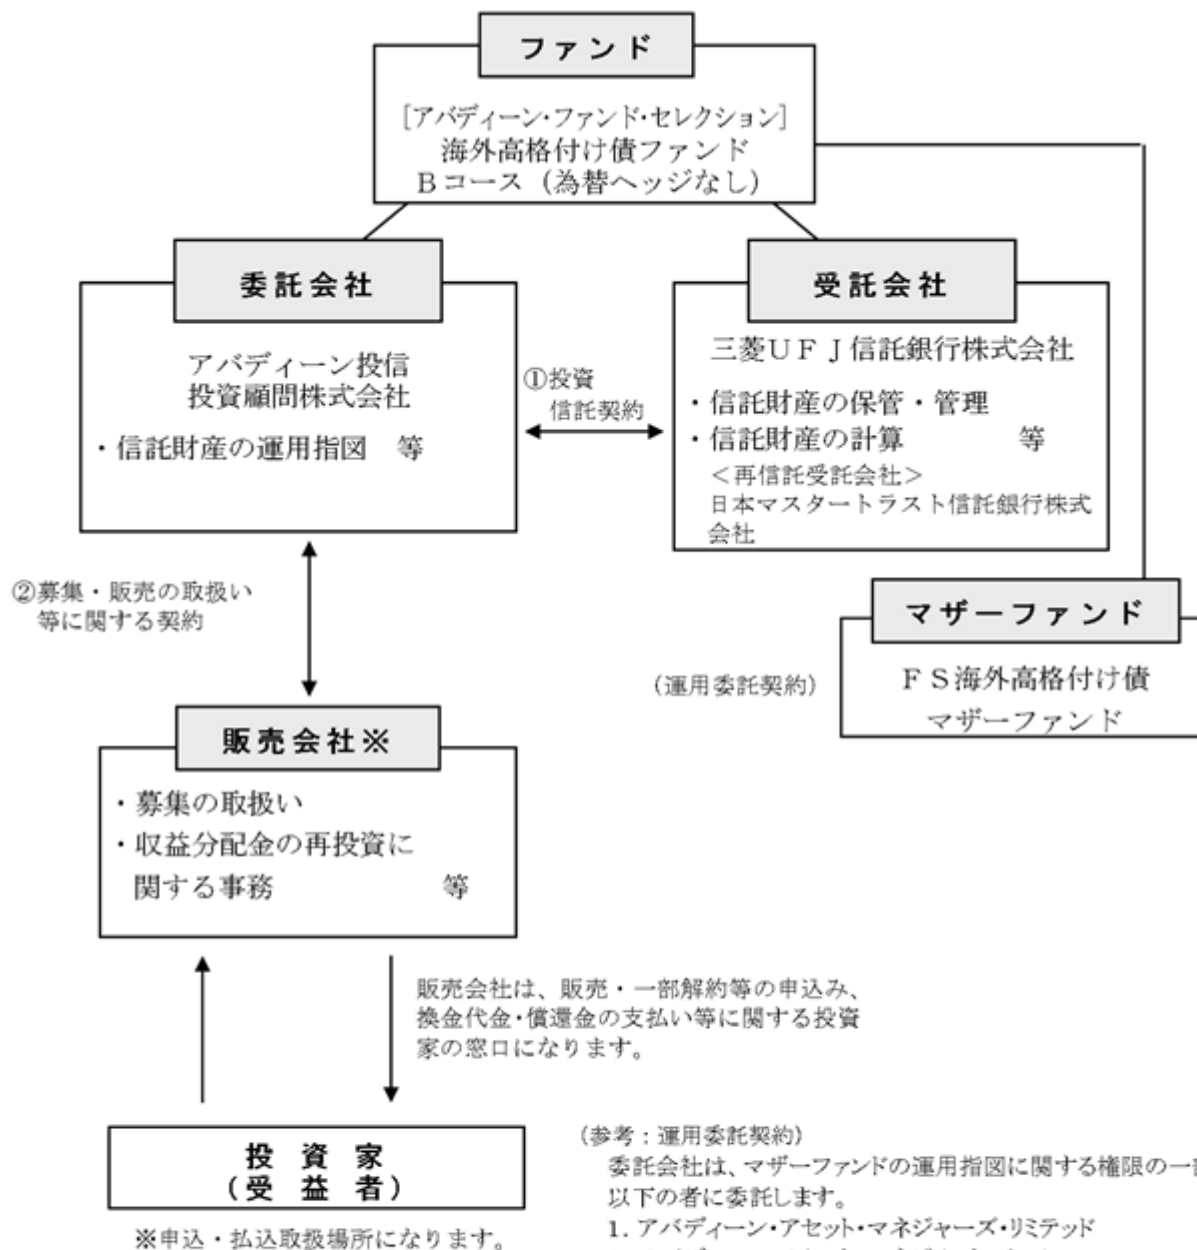 ファンド
[アバディーン・ファンド・セレクション]
海外高格付け債ファンド
Ｂコース（為替ヘッジなし）
委託会社
アバディーン投信
投資顧問株式会社
・信託財産の運用指図　等
①投資
信託契約
受託会社
三菱ＵＦＪ信託銀行株式会社
・信託財産の保管・管理
・信託財産の計算　　　等
＜再信託受託会社＞
日本マスタートラスト信託銀行株式
会社
②募集・販売の取扱い
等に関する契約
マザーファンド
（運用委託契約）
ＦＳ海外高格付け債
マザーファンド
販売会社※
・募集の取扱い
・収益分配金の再投資に
関する事務　　　等
販売会社は、販売・一部解約等の申込み、
換金代金・償還金の支払い等に関する投資
家の窓口になります。
投資家
（受益者）
※申込・払込取扱場所になります。
（参考：運用委託契約）
委託会社は、マザーファンドの運用指図に関する権限の一部
以下の者に委託します。
1. アバディーン・アセット・マネジャーズ・リミテッド